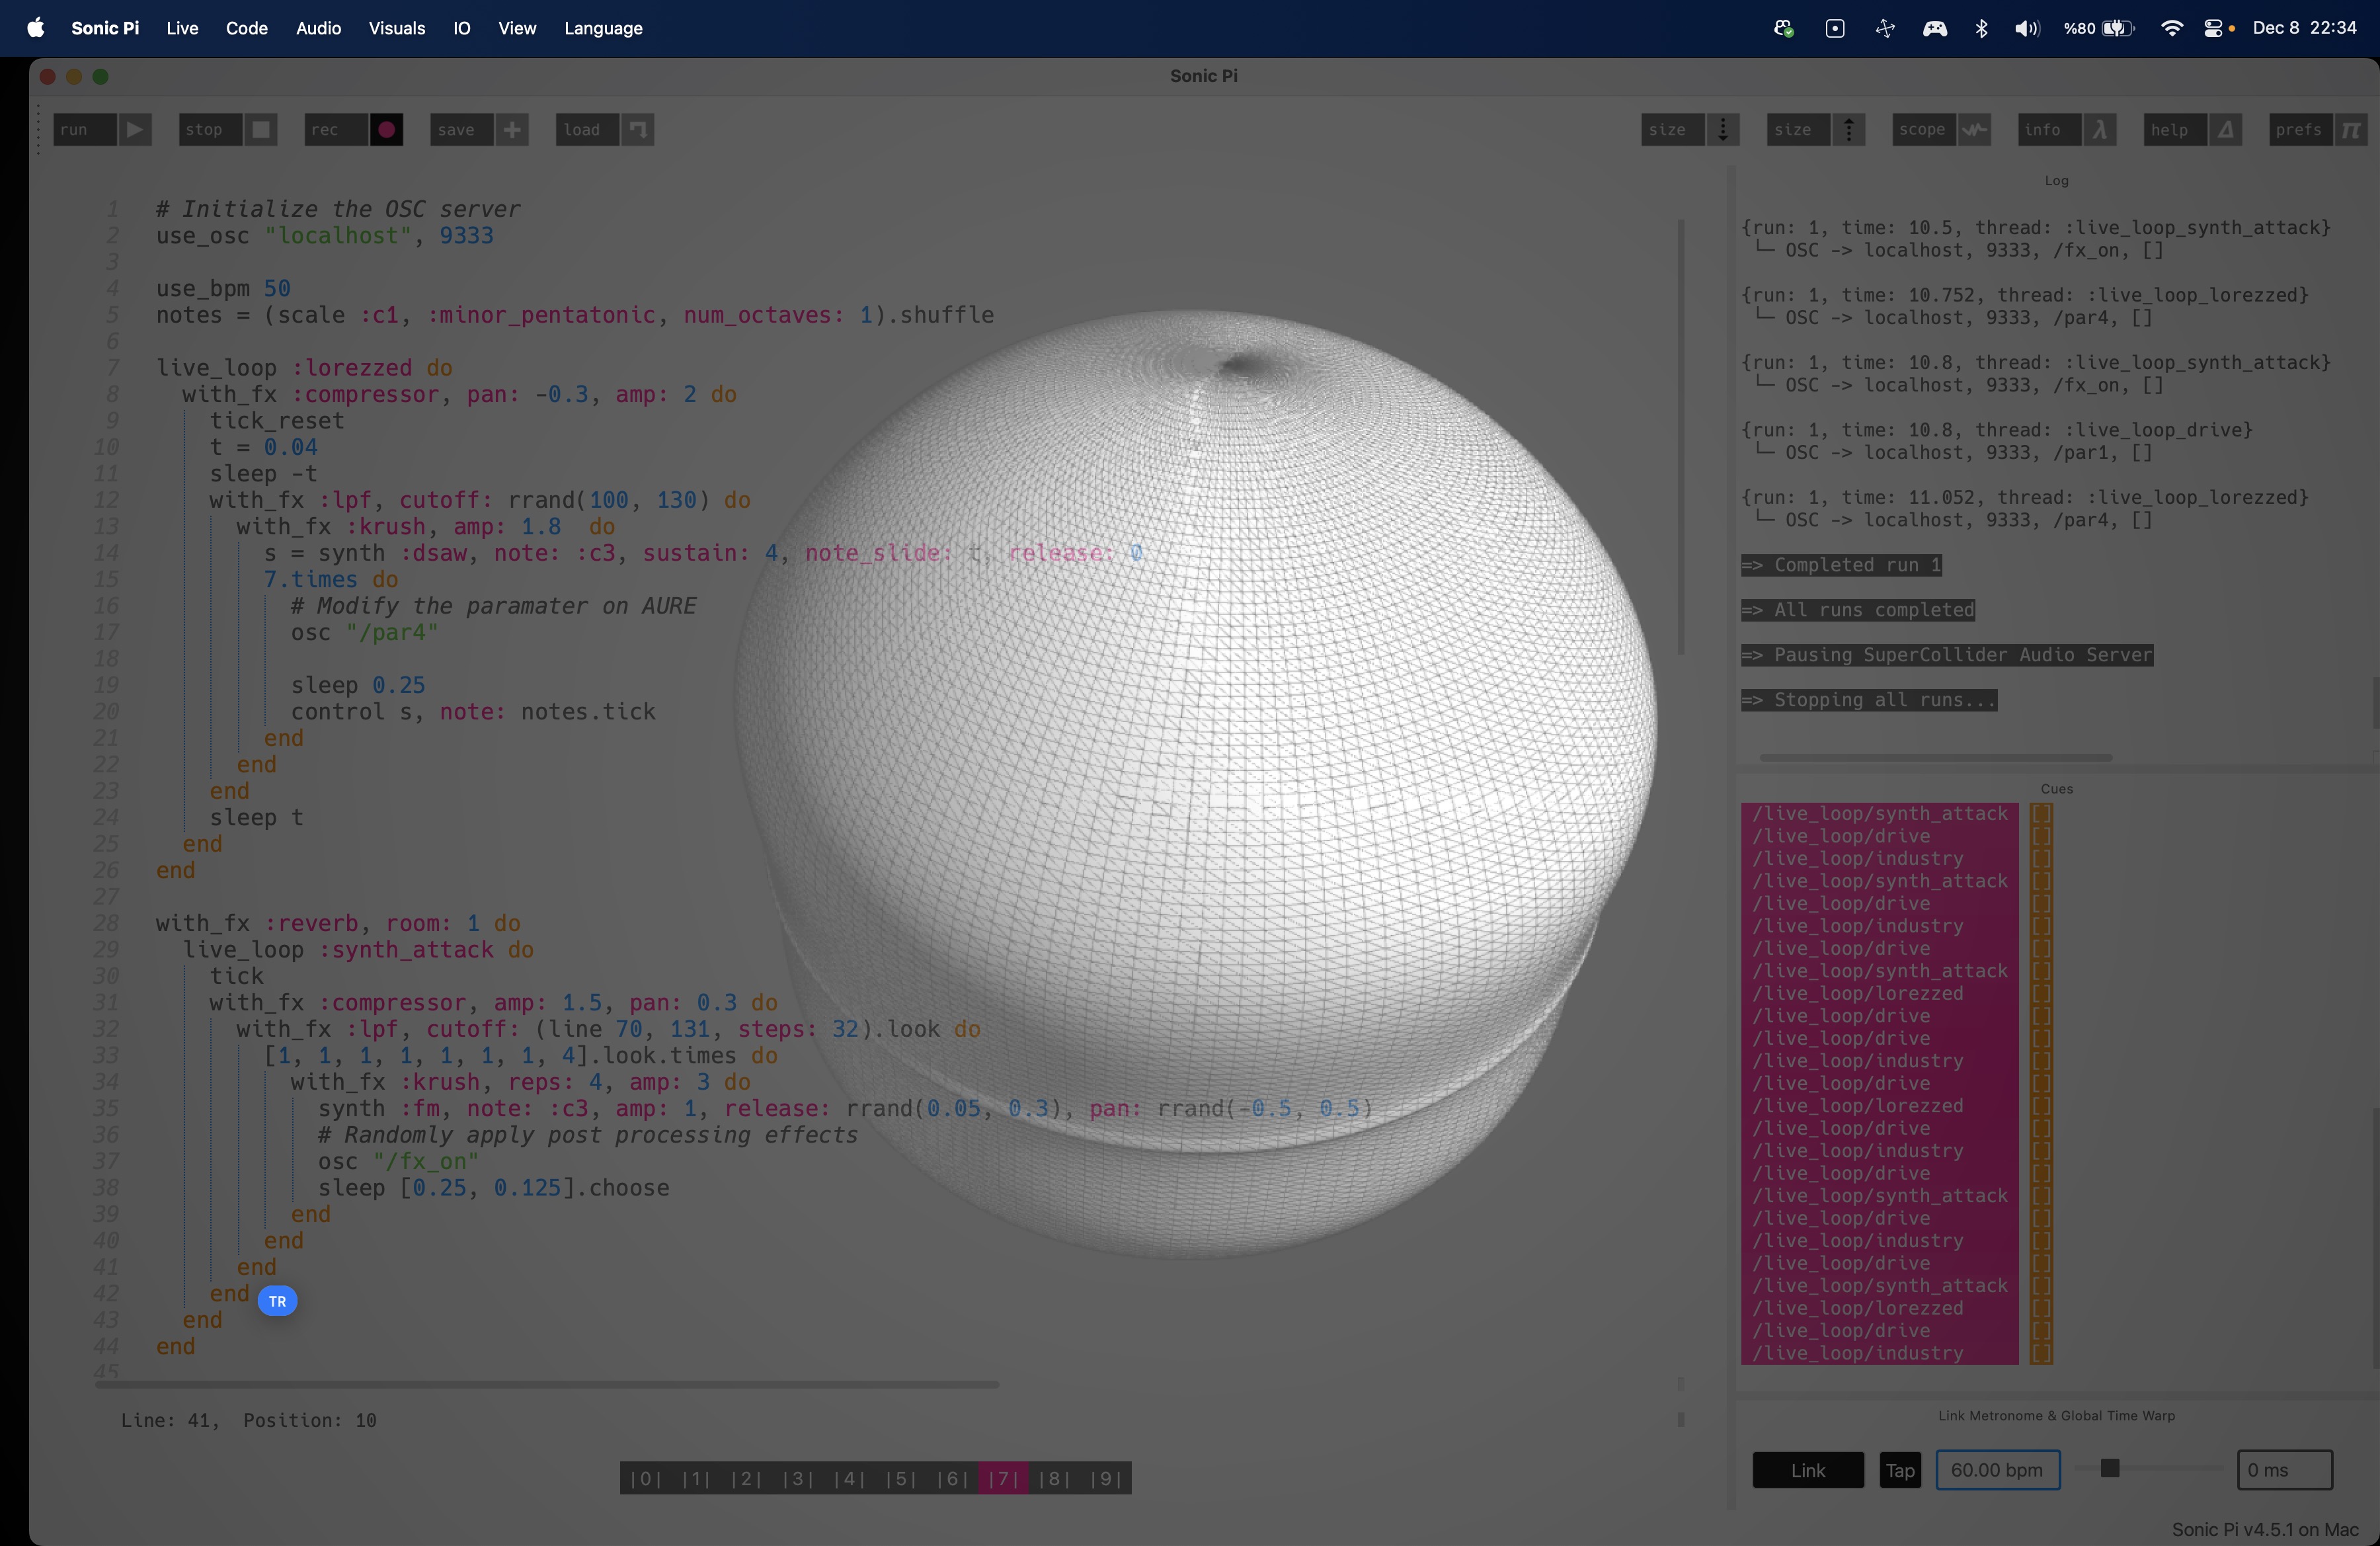 Sonic Pi Live Code Audio Visuals IO View Language %80 Dec 8 22:34
Sonic Pi
run stop rec save load size size scope info help prefs
1 # Initialize the OSC server
2 use_osc "localhost", 9333
3
4 use_bpm 50
5 notes = (scale :c1, :minor_pentatonic, num_octaves: 1).shuffle
6
7 live_loop :lorezzed do
8 with_fx :compressor, pan: -0.3, amp: 2 do
9 tick_reset
10 t = 0.04
11 sleep -t
12 with_fx :lpf, cutoff: rrand(100, 130) do
13 with_fx :krush, amp: 1.8 do
14 s = synth :dsaw, note: :c3, sustain: 4, note_slide: t, release: 0
15 7.times do
16 # Modify the paramater on AURE
17 osc "/par4"
18
19 sleep 0.25
20 control s, note: notes.tick
21 end
22 end
23 end
24 sleep t
25 end
26 end
27
28 with_fx :reverb, room: 1 do
29 live_loop :synth_attack do
30 tick
31 with_fx :compressor, amp: 1.5, pan: 0.3 do
32 with_fx :lpf, cutoff: (line 70, 131, steps: 32).look do
33 [1, 1, 1, 1, 1, 1, 1, 4].look.times do
34 with_fx :krush, reps: 4, amp: 3 do
35 synth :fm, note: :c3, amp: 1, release: rrand(0.05, 0.3), pan: rrand(-0.5, 0.5)
36 # Randomly apply post processing effects
37 osc "/fx_on"
38 sleep [0.25, 0.125].choose
39 end
40 end
41 end
42 end
TR
43 end
44 end
45
Line: 41, Position: 10
|0| |1| |2| |3| |4| |5| |6| |7| |8| |9|
Log
{run: 1, time: 10.5, thread: :live_loop_synth_attack}
└─ OSC -> localhost, 9333, /fx_on, []
{run: 1, time: 10.752, thread: :live_loop_lorezzed}
└─ OSC -> localhost, 9333, /par4, []
{run: 1, time: 10.8, thread: :live_loop_synth_attack}
└─ OSC -> localhost, 9333, /fx_on, []
{run: 1, time: 10.8, thread: :live_loop_drive}
└─ OSC -> localhost, 9333, /par1, []
{run: 1, time: 11.052, thread: :live_loop_lorezzed}
└─ OSC -> localhost, 9333, /par4, []
=> Completed run 1
=> All runs completed
=> Pausing SuperCollider Audio Server
=> Stopping all runs...
Cues
/live_loop/synth_attack []
/live_loop/drive []
/live_loop/industry []
/live_loop/synth_attack []
/live_loop/drive []
/live_loop/industry []
/live_loop/drive []
/live_loop/synth_attack []
/live_loop/lorezzed []
/live_loop/drive []
/live_loop/drive []
/live_loop/industry []
/live_loop/drive []
/live_loop/lorezzed []
/live_loop/drive []
/live_loop/industry []
/live_loop/drive []
/live_loop/synth_attack []
/live_loop/drive []
/live_loop/industry []
/live_loop/drive []
/live_loop/synth_attack []
/live_loop/lorezzed []
/live_loop/drive []
/live_loop/industry []
Link Metronome & Global Time Warp
Link Tap 60.00 bpm 0 ms
Sonic Pi v4.5.1 on Mac